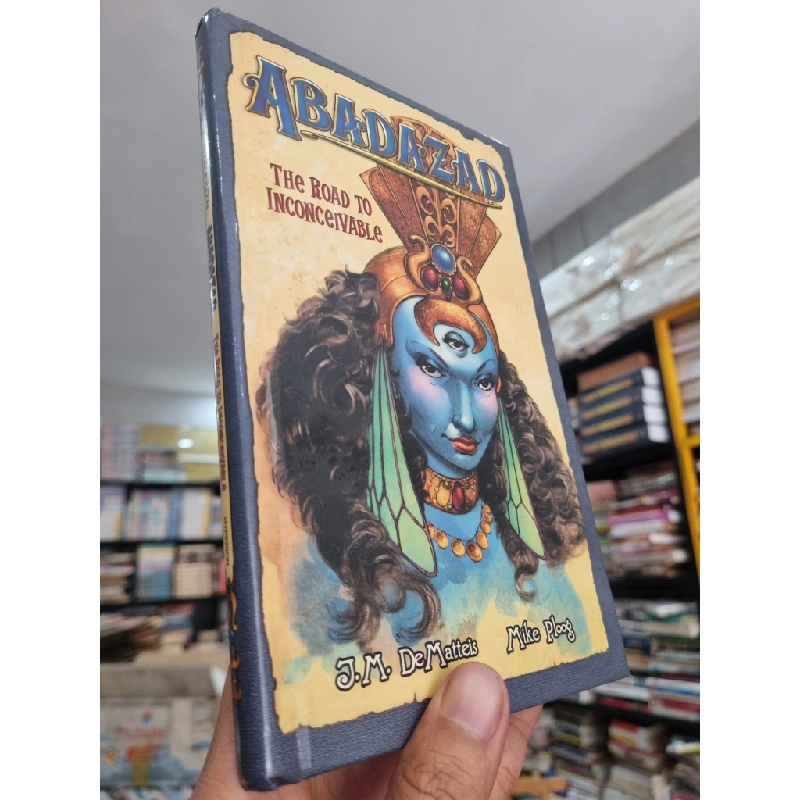 ABADAZAD
THE ROAD TO
INCONCEIVABLE
J.M. DeMatteis
Mike Ploog